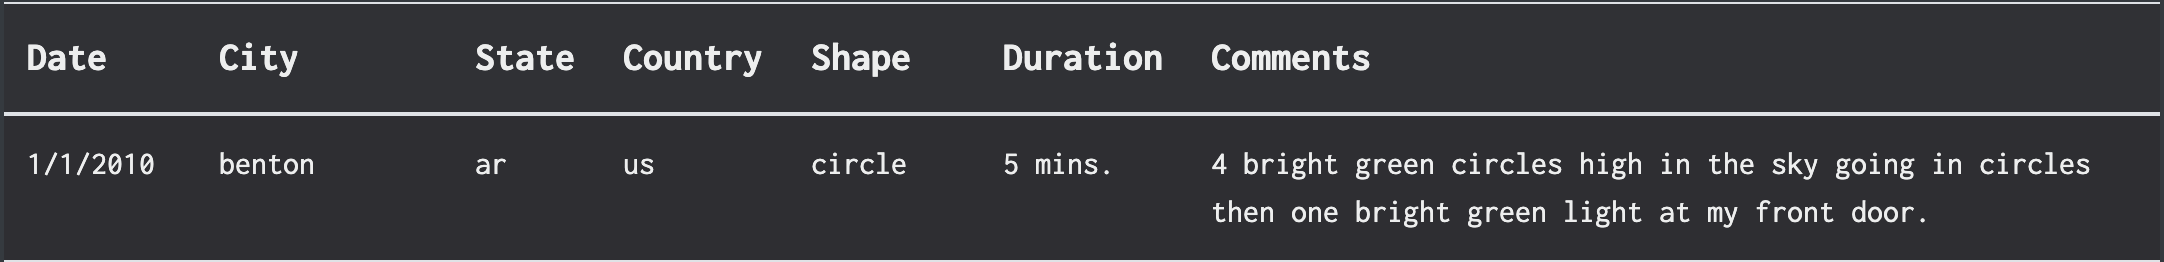 Date City State Country Shape Duration Comments
1/1/2010 benton ar us circle 5 mins. 4 bright green circles high in the sky going in circles
then one bright green light at my front door.